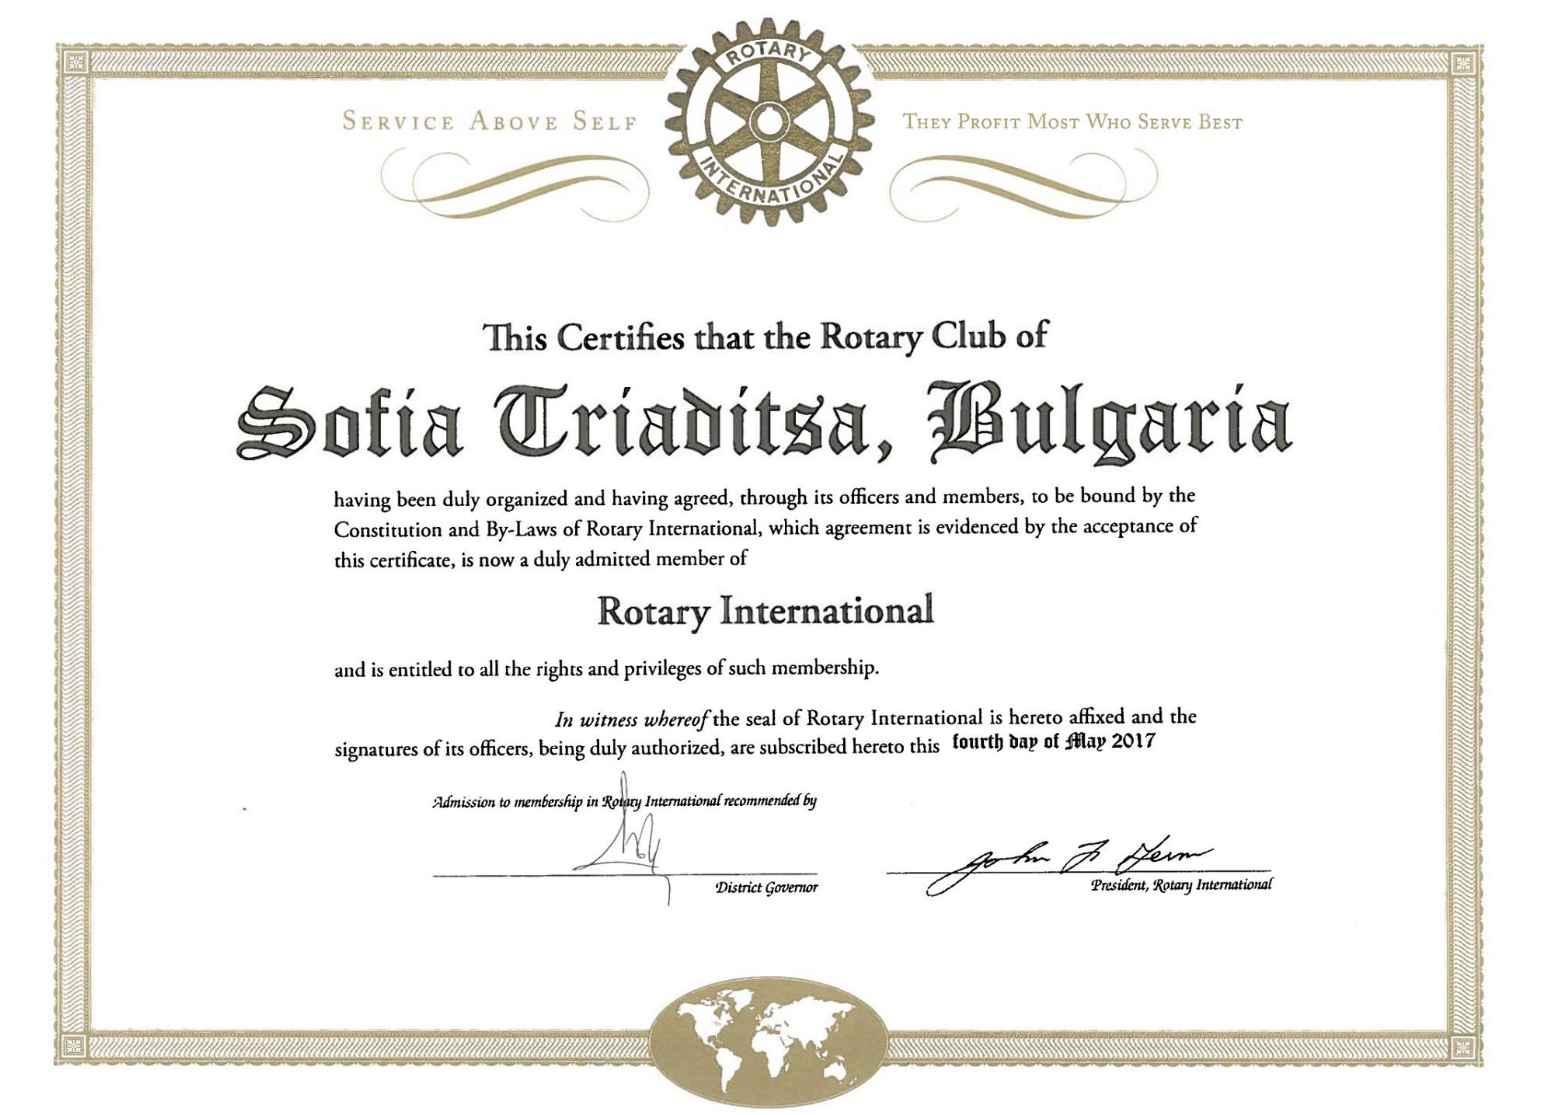 ROTARY
INTERNATIONAL
SERVICE ABOVE SELF
THEY PROFIT MOST WHO SERVE BEST
This Certifies that the Rotary Club of
Sofia Triaditsa, Bulgaria
having been duly organized and having agreed, through its officers and members, to be bound by the
Constitution and By-Laws of Rotary International, which agreement is evidenced by the acceptance of
this certificate, is now a duly admitted member of
Rotary International
and is entitled to all the rights and privileges of such membership.
In witness whereof the seal of Rotary International is hereto affixed and the
signatures of its officers, being duly authorized, are subscribed hereto this fourth day of May 2017
Admission to membership in Rotary International recommended by
John F
District Governor
President, Rotary International